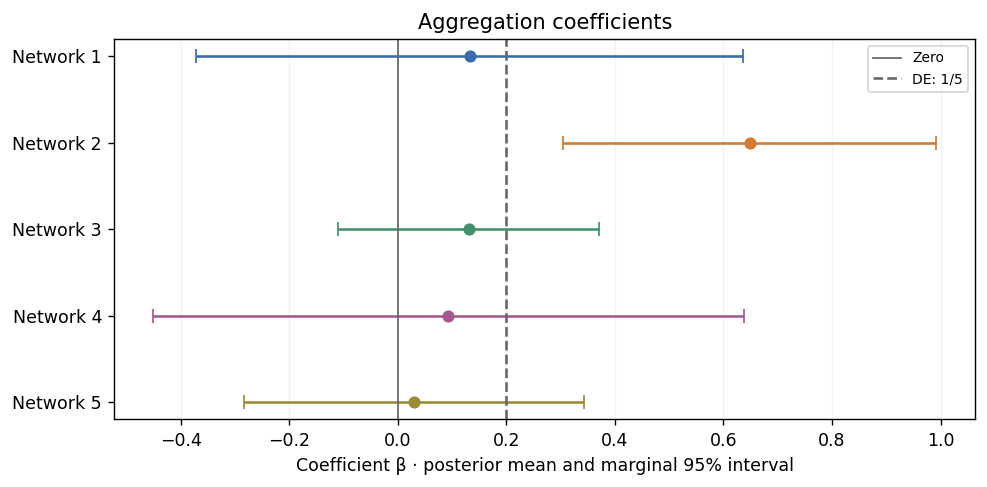 Aggregation coefficients
Network 1
Network 2
Network 3
Network 4
Network 5
Zero
DE: 1/5
−0.4 −0.2 0.0 0.2 0.4 0.6 0.8 1.0
Coefficient β · posterior mean and marginal 95% interval